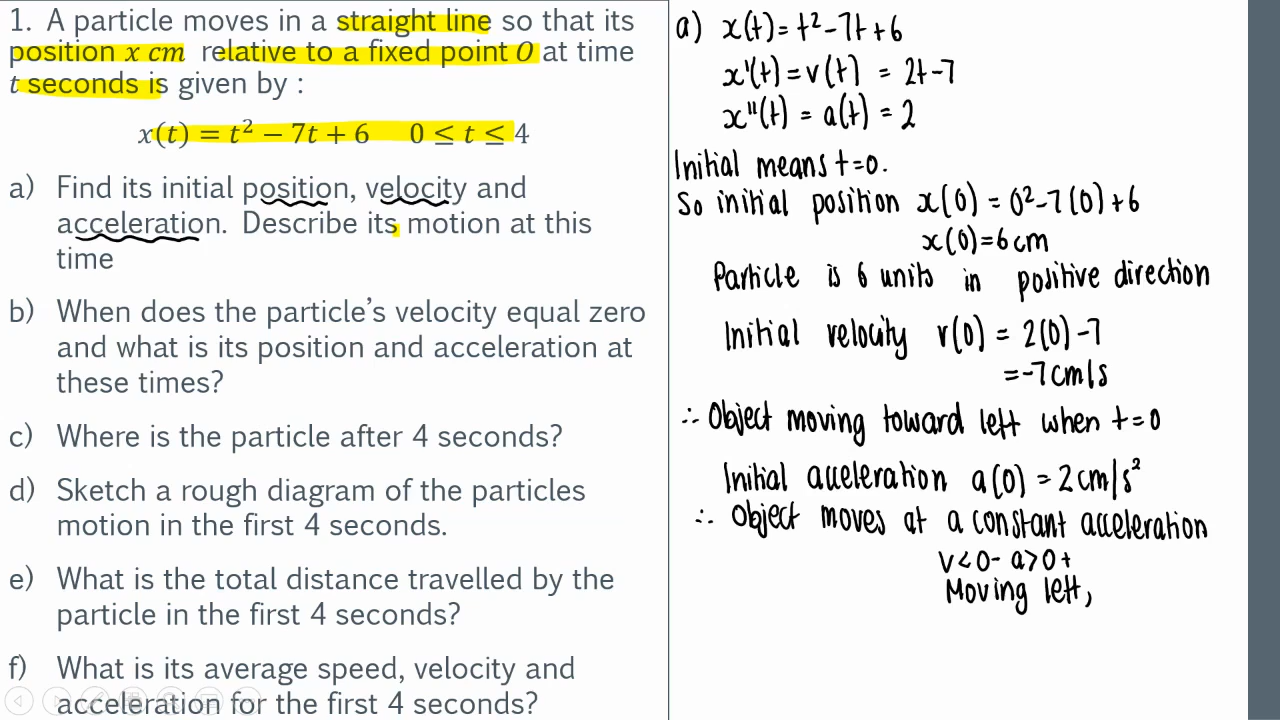 1. A particle moves in a straight line so that its
position x cm relative to a fixed point O at time
t seconds is given by :
x(t) = t² − 7t + 6 0 ≤ t ≤ 4
a) Find its initial position, velocity and
acceleration. Describe its motion at this
time
b) When does the particle's velocity equal zero
and what is its position and acceleration at
these times?
c) Where is the particle after 4 seconds?
d) Sketch a rough diagram of the particles
motion in the first 4 seconds.
e) What is the total distance travelled by the
particle in the first 4 seconds?
f) What is its average speed, velocity and
acceleration for the first 4 seconds?
a) x(t) = t² − 7t + 6
x'(t) = v(t) = 2t − 7
x''(t) = a(t) = 2
Initial means t=0.
So initial position x(0) = 0² − 7(0) + 6
x(0) = 6 cm
Particle is 6 units in positive direction
Initial velocity v(0) = 2(0) − 7
= −7 cm/s
∴ Object moving toward left when t=0
Initial acceleration a(0) = 2 cm/s²
∴ Object moves at a constant acceleration
v<0 − a>0 +
Moving left,